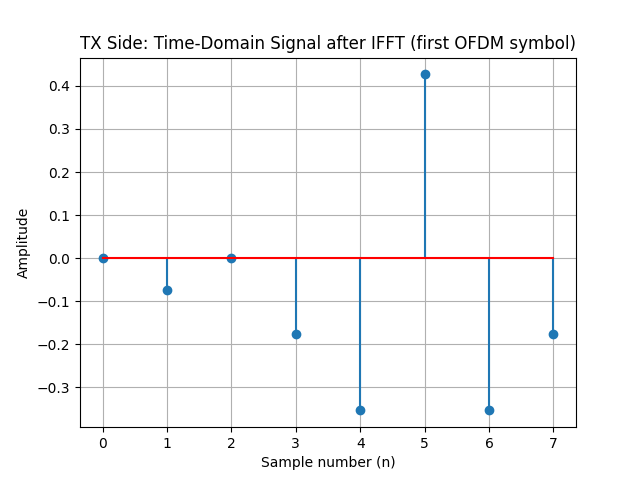 TX Side: Time-Domain Signal after IFFT (first OFDM symbol)
Amplitude
0.4
0.3
0.2
0.1
0.0
−0.1
−0.2
−0.3
0 1 2 3 4 5 6 7
Sample number (n)